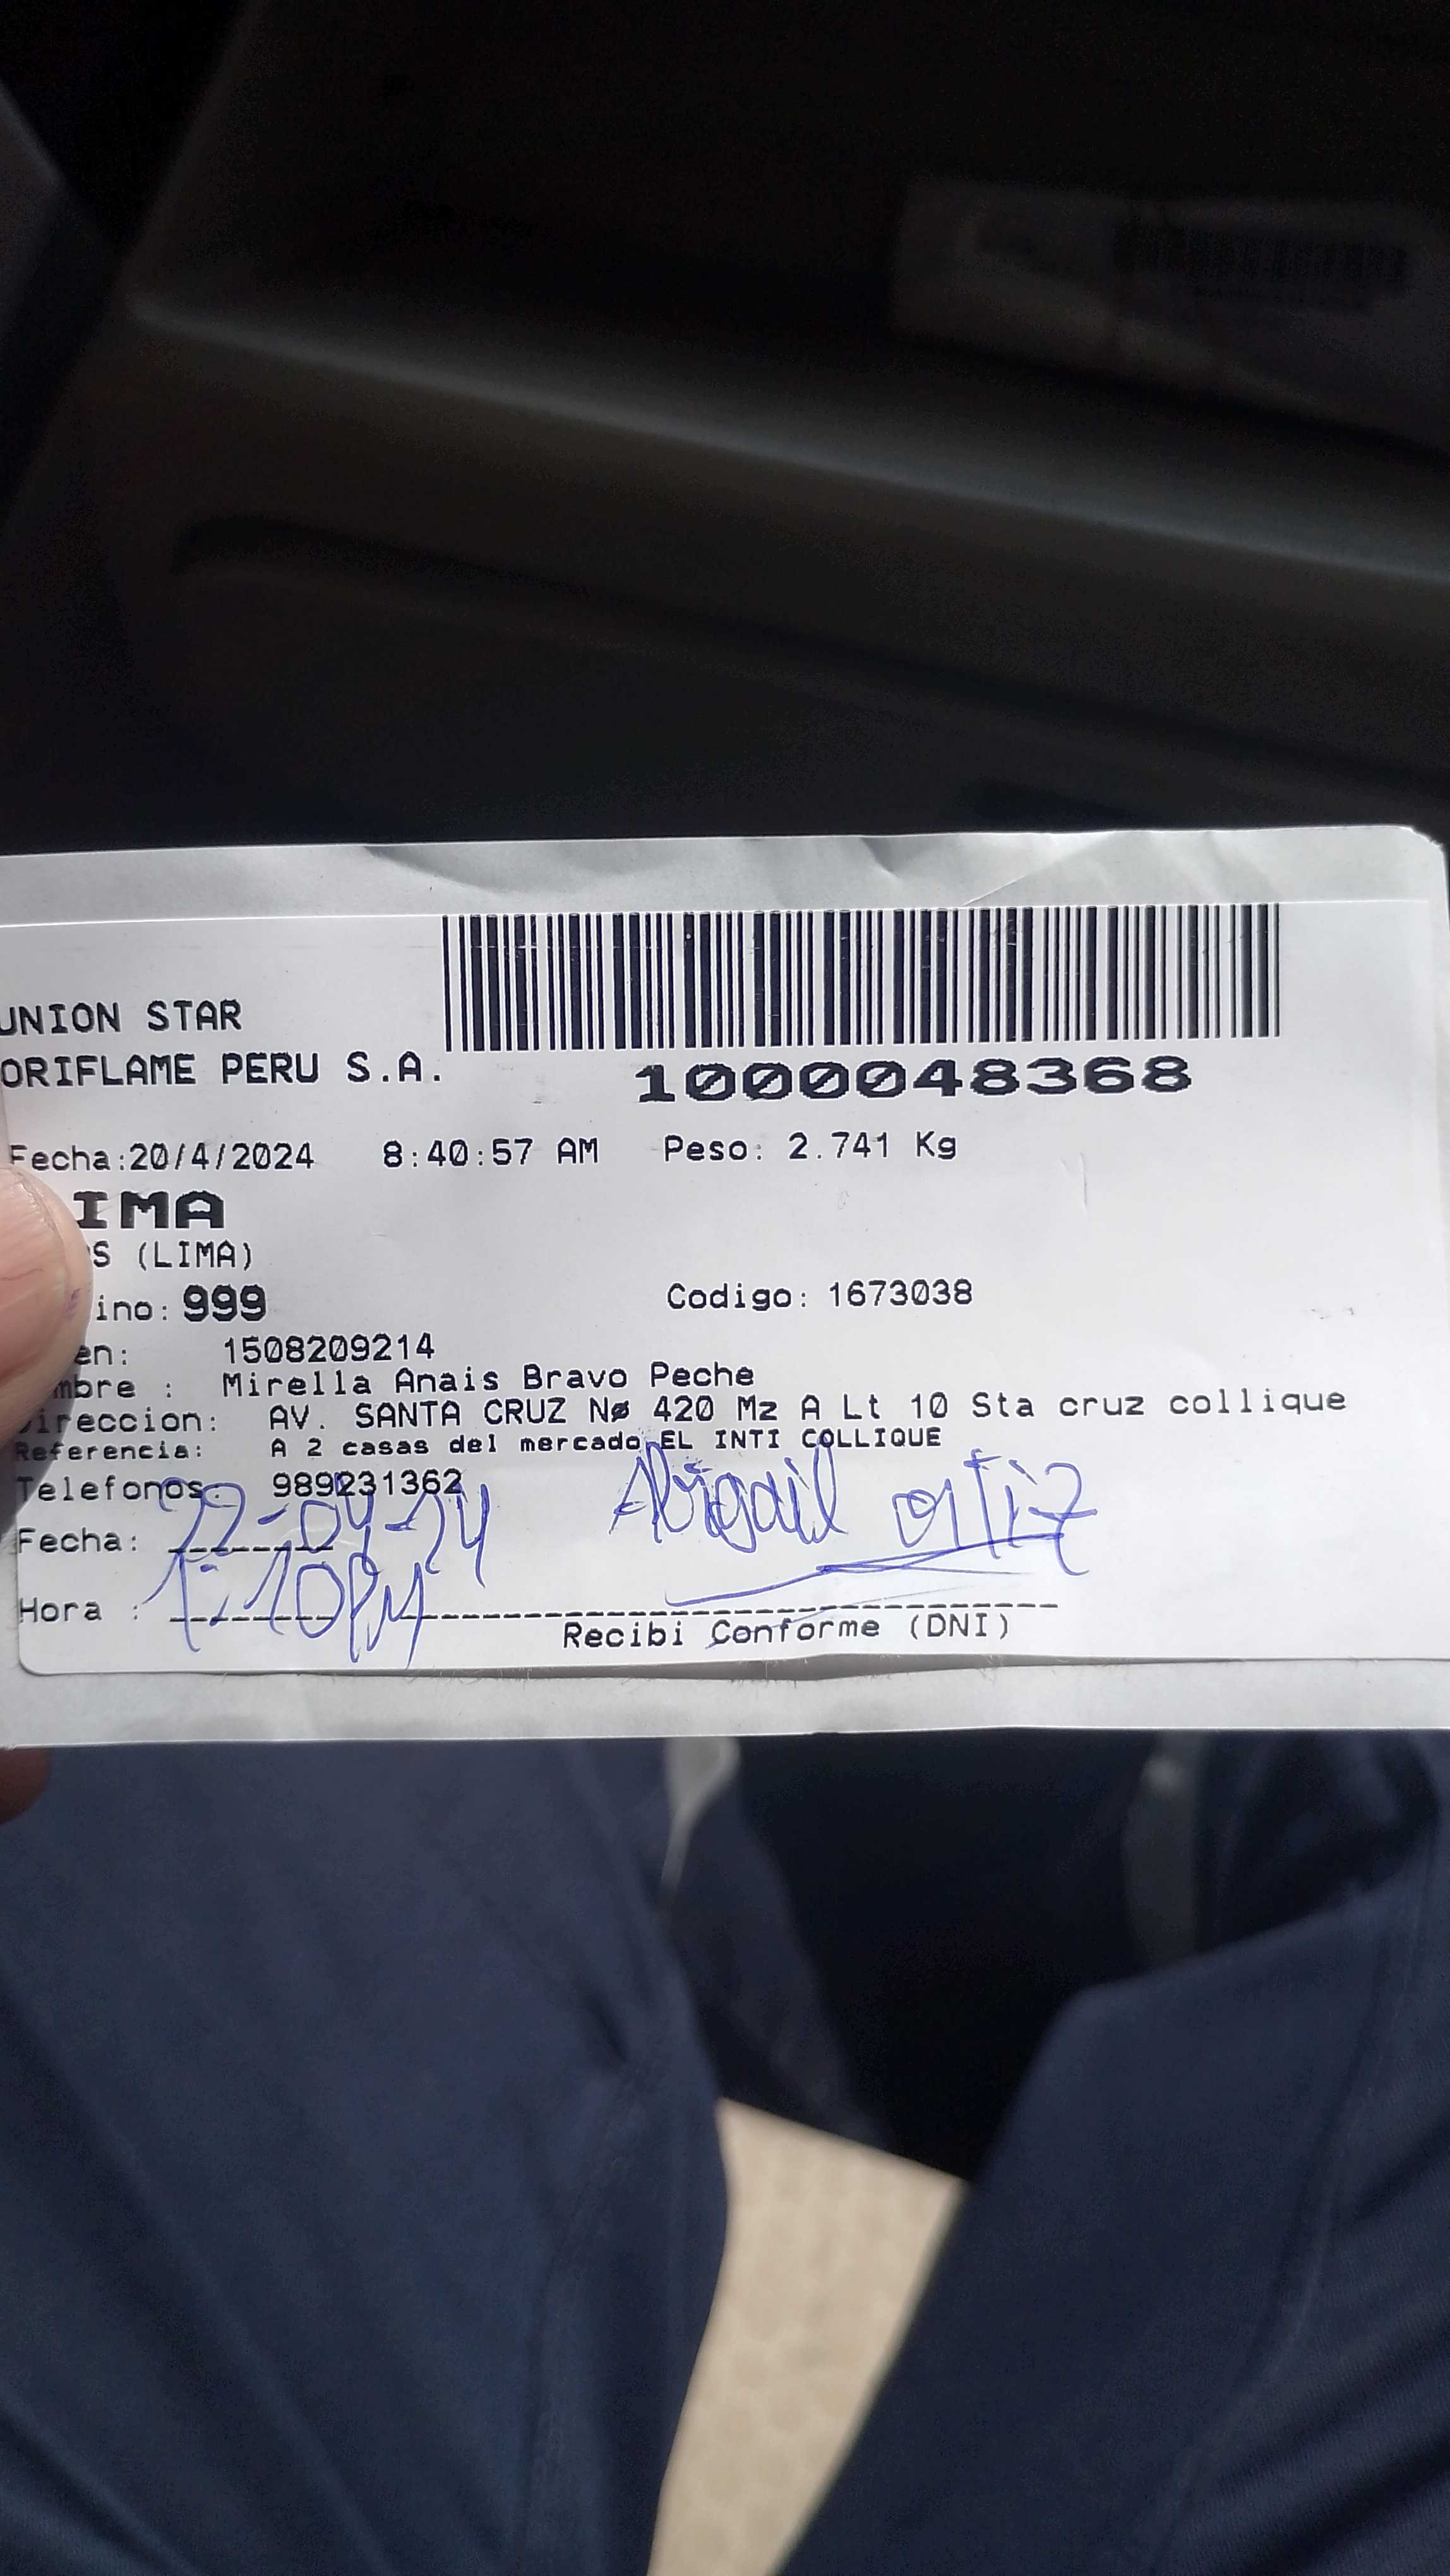 UNION STAR
ORIFLAME PERU S.A.
1000048368
Fecha:20/4/2024 8:40:57 AM Peso: 2.741 Kg
IMA
S (LIMA)
ino: 999 Codigo: 1673038
en: 1508209214
mbre : Mirella Anais Bravo Peche
Direccion: AV. SANTA CRUZ Nø 420 Mz A Lt 10 Sta cruz collique
Referencia: A 2 casas del mercado EL INTI COLLIQUE
Telefonos: 989231362
Fecha: 22-04-24 Abigail ortiz
Hora : 1:10PM
Recibi Conforme (DNI)